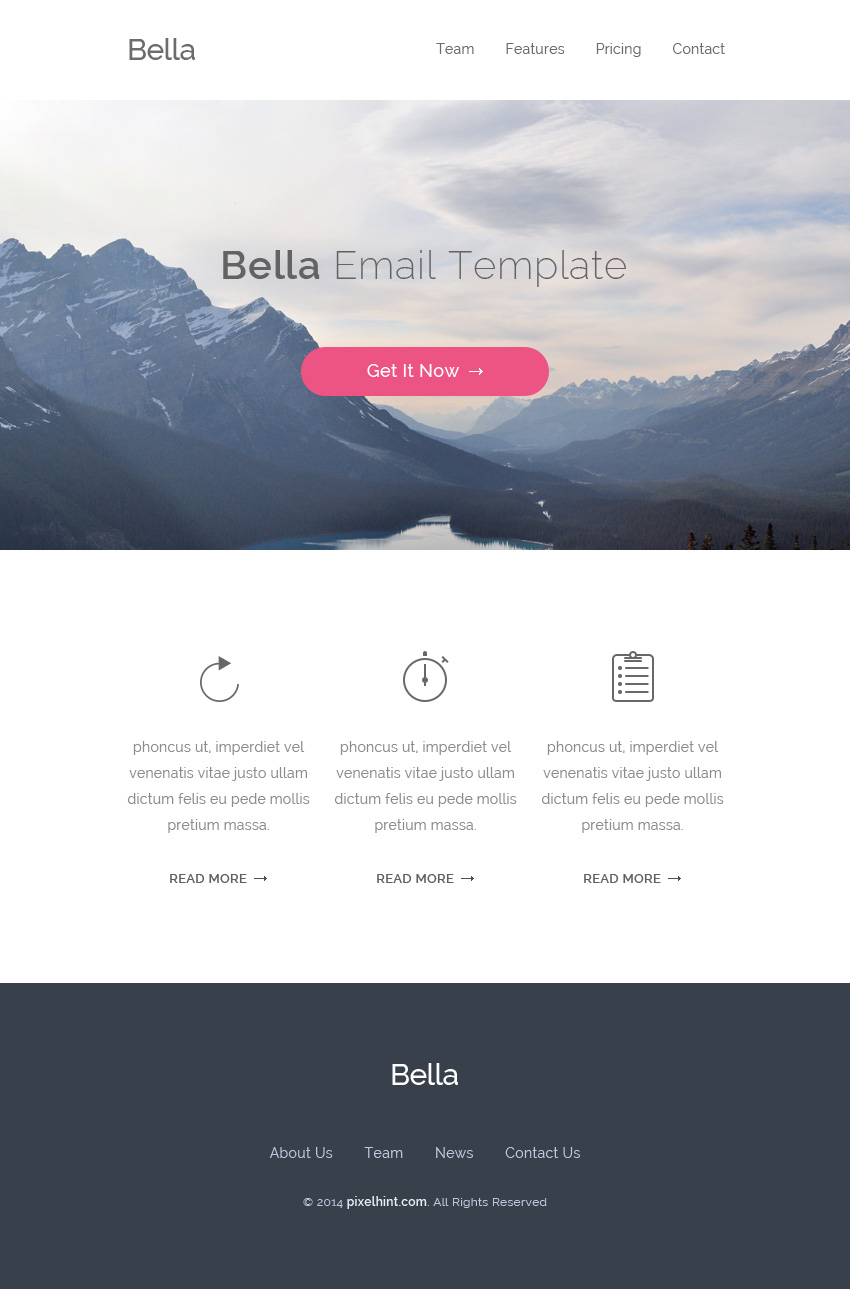 Bella
Team Features Pricing Contact
Bella Email Template
Get It Now →
phoncus ut, imperdiet vel
venenatis vitae justo ullam
dictum felis eu pede mollis
pretium massa.
READ MORE →
phoncus ut, imperdiet vel
venenatis vitae justo ullam
dictum felis eu pede mollis
pretium massa.
READ MORE →
phoncus ut, imperdiet vel
venenatis vitae justo ullam
dictum felis eu pede mollis
pretium massa.
READ MORE →
Bella
About Us Team News Contact Us
© 2014 pixelhint.com. All Rights Reserved